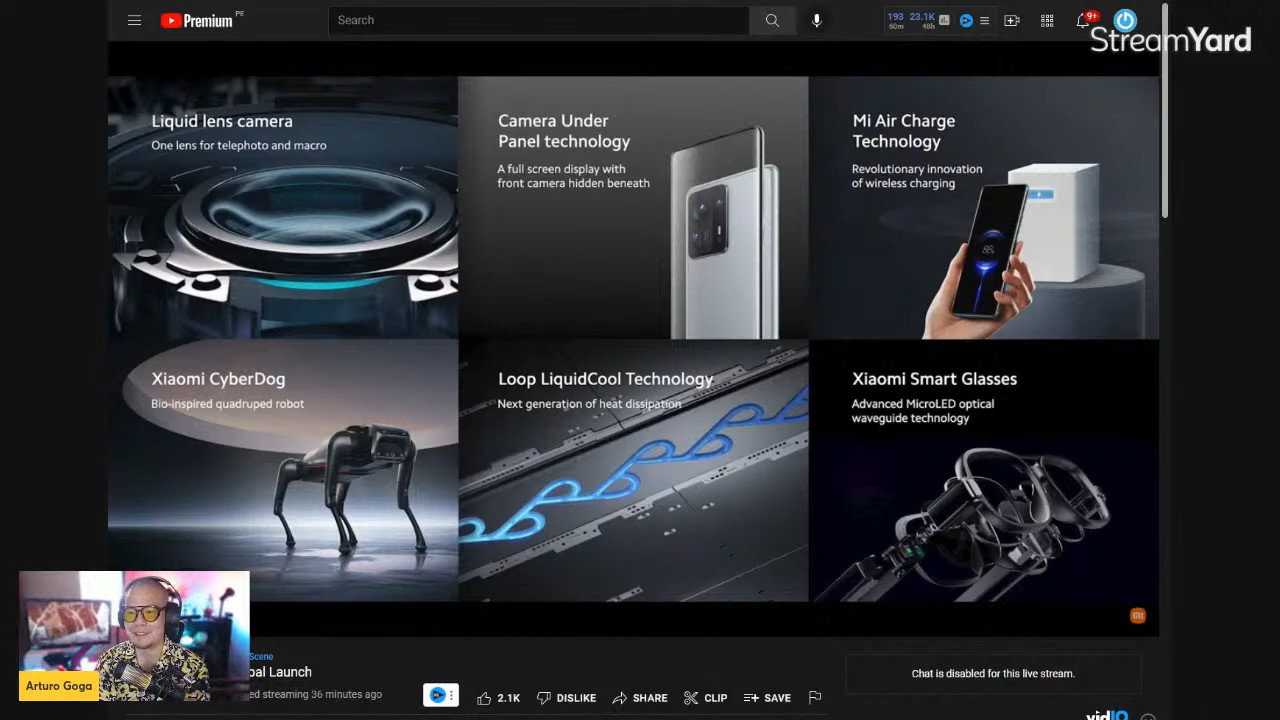 Premium
PE
Search
193
60m
23.1K
48h
9+
StreamYard
Liquid lens camera
One lens for telephoto and macro
Camera Under
Panel technology
A full screen display with
front camera hidden beneath
Mi Air Charge
Technology
Revolutionary innovation
of wireless charging
Xiaomi CyberDog
Bio-inspired quadruped robot
Loop LiquidCool Technology
Next generation of heat dissipation
Xiaomi Smart Glasses
Advanced MicroLED optical
waveguide technology
Arturo Goga
Scene
bal Launch
ed streaming 36 minutes ago
2.1K
DISLIKE
SHARE
CLIP
SAVE
Chat is disabled for this live stream.
vidIQ